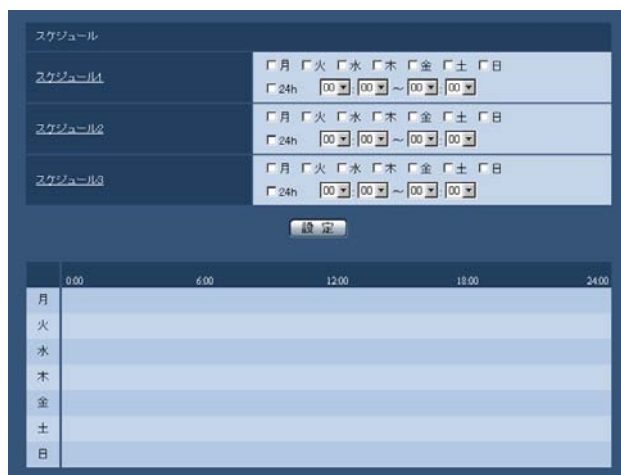 スケジュール
スケジュール1
月 火 水 木 金 土 日
24h 00 : 00 ～ 00 : 00
スケジュール2
月 火 水 木 金 土 日
24h 00 : 00 ～ 00 : 00
スケジュール3
月 火 水 木 金 土 日
24h 00 : 00 ～ 00 : 00
設定
0:00 6:00 12:00 18:00 24:00
月
火
水
木
金
土
日